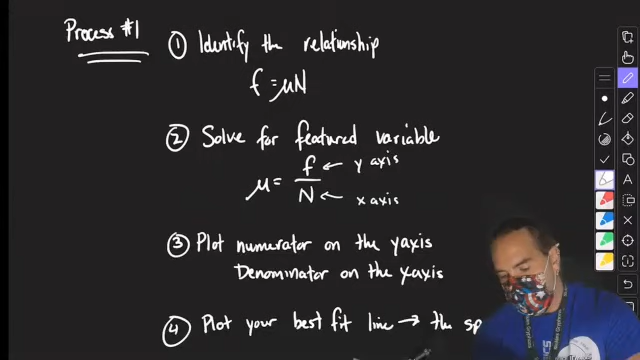 Process #1
① Identify the relationship
f = μN
② Solve for featured variable
μ = f/N
f ← y axis
N ← x axis
③ Plot numerator on the y axis
Denominator on the x axis
④ Plot your best fit line → the